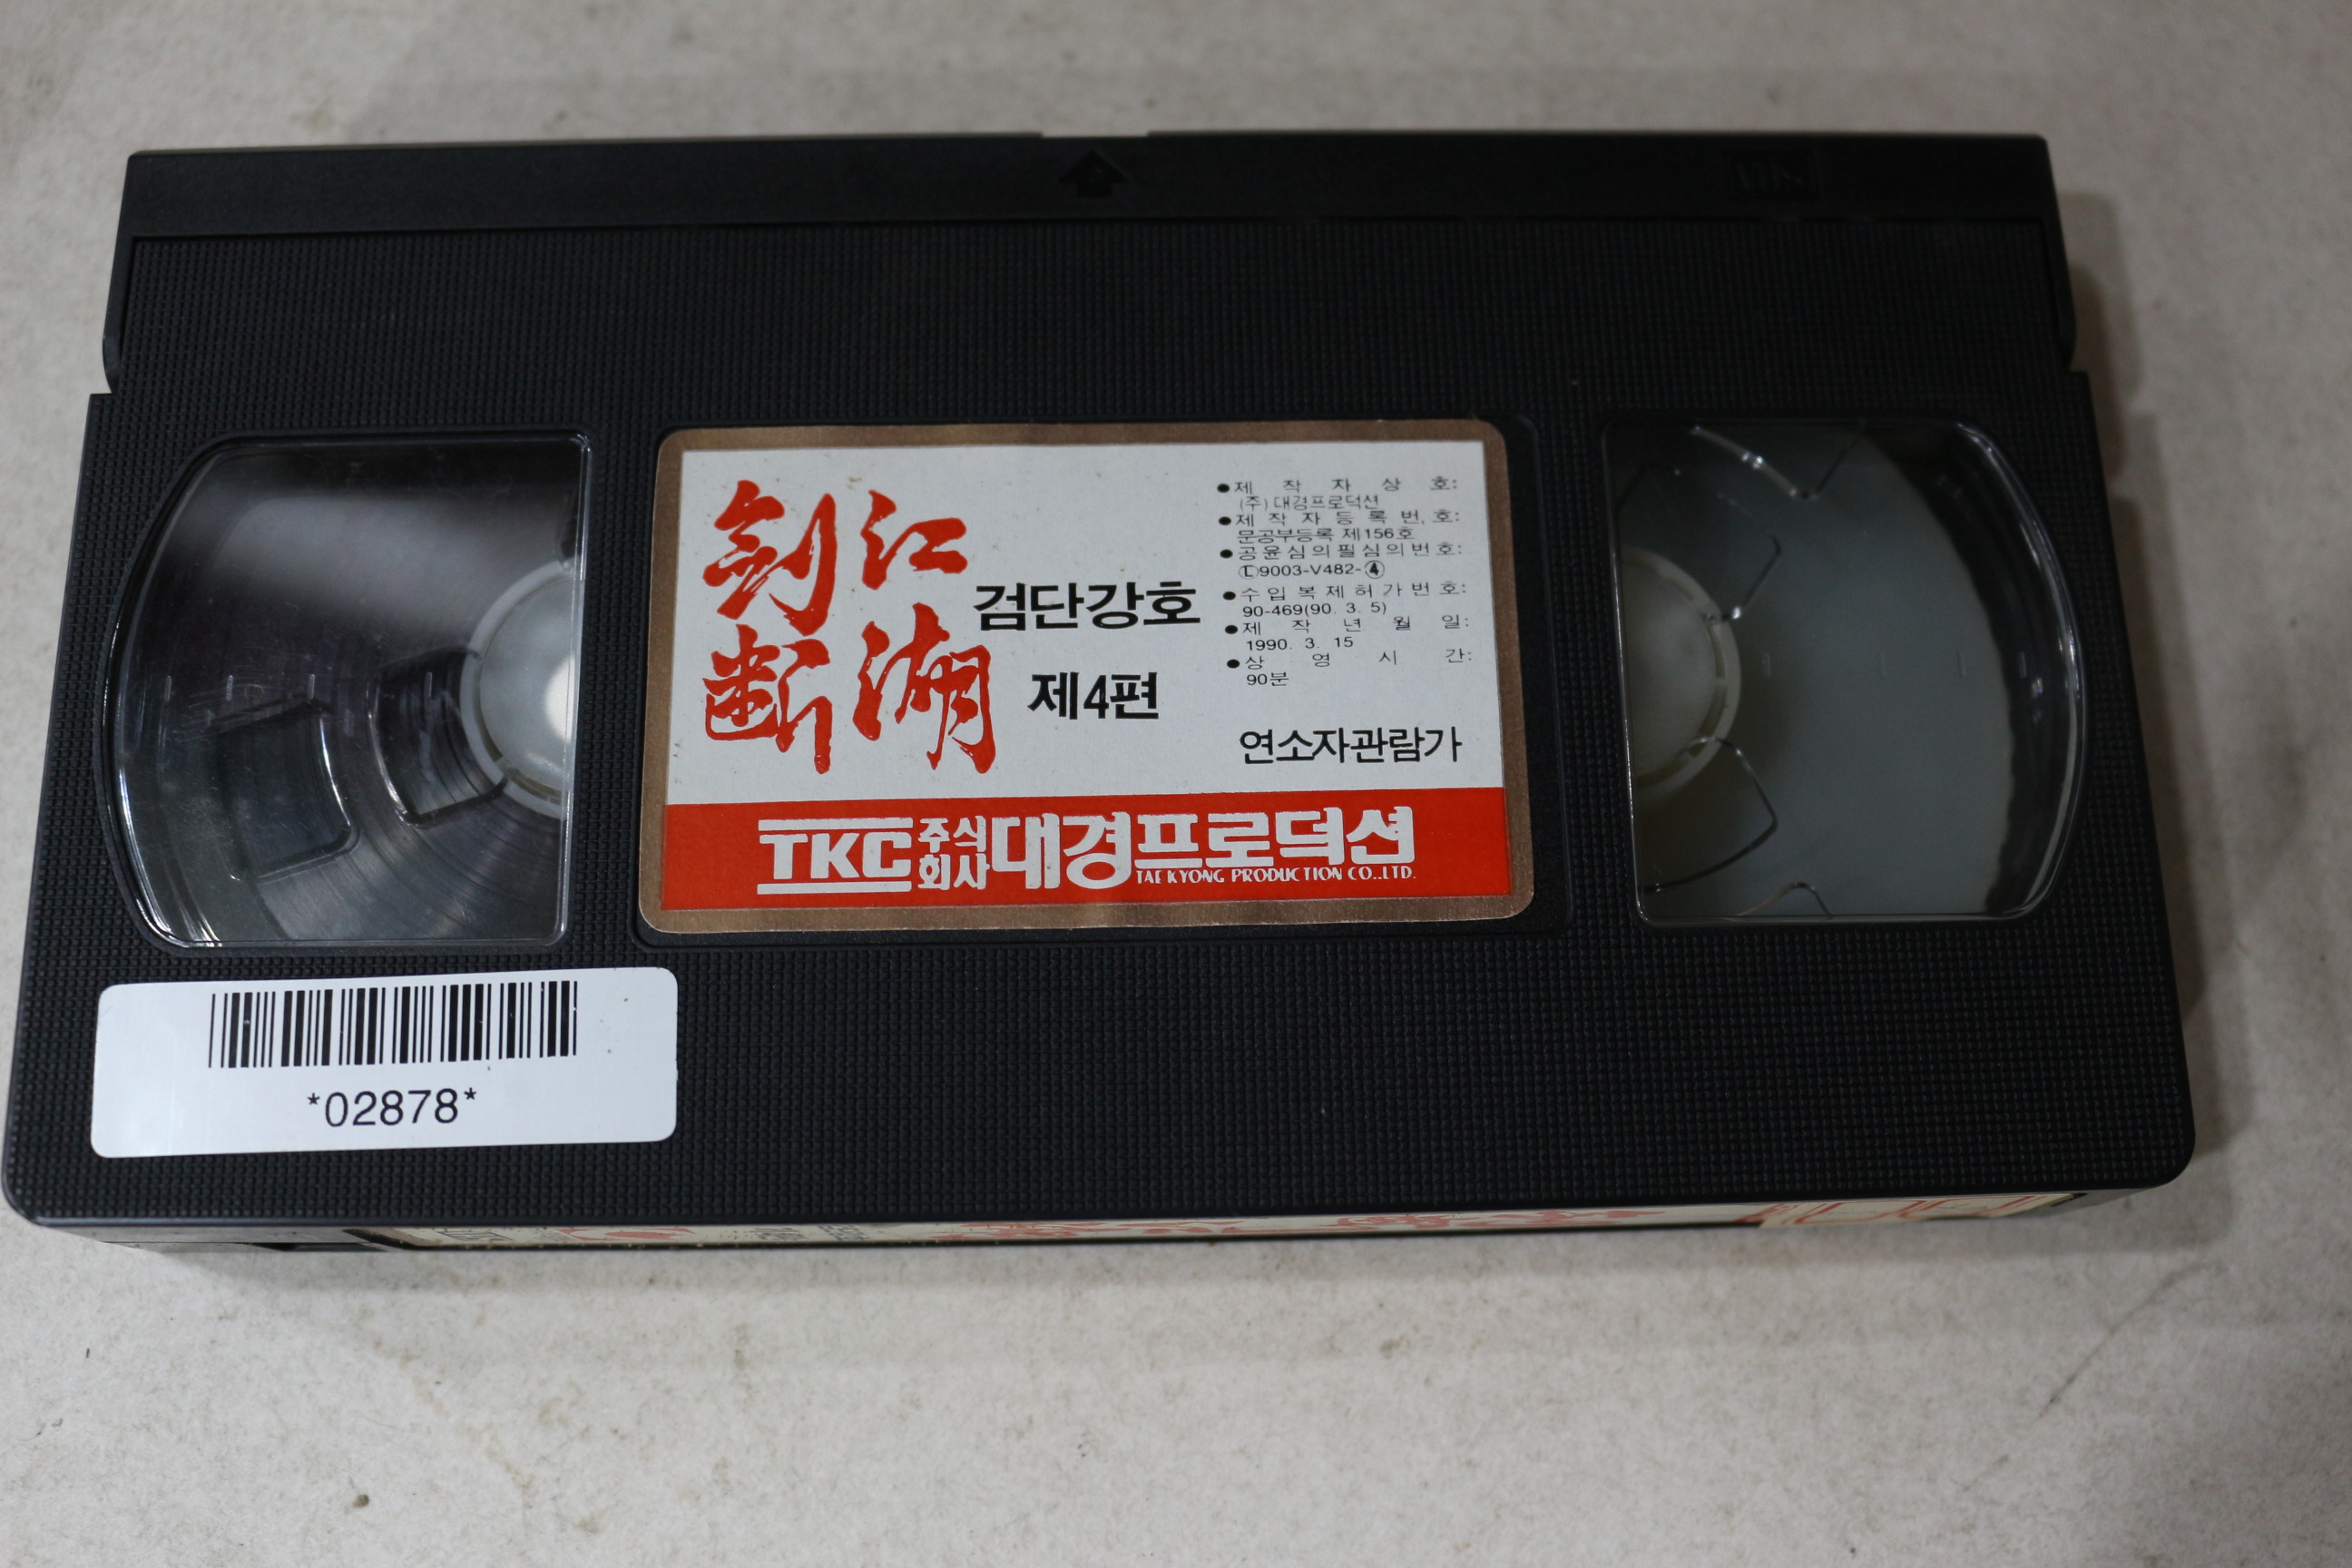 VHS
剑断
江湖
검단강호
제4편
●제작자상호:
(주)대경프로덕션
●제작자등록번호:
문공부등록 제156호
●공윤심의필심의번호:
Ⓛ9003-V482-④
●수입복제허가번호:
90-469(90. 3. 5)
●제작년월일:
1990. 3. 15
●상영시간:
90분
연소자관람가
TKC 주식회사 대경프로덕션
TAE KYONG PRODUCTION CO.,LTD.
*02878*